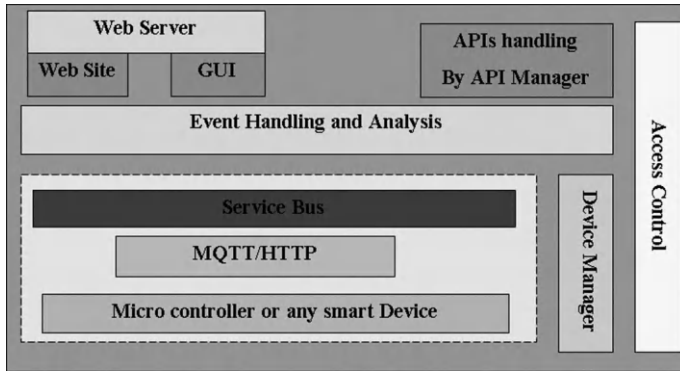 Web Server
Web Site
GUI
APIs handling
By API Manager
Event Handling and Analysis
Service Bus
MQTT/HTTP
Micro controller or any smart Device
Device Manager
Access Control